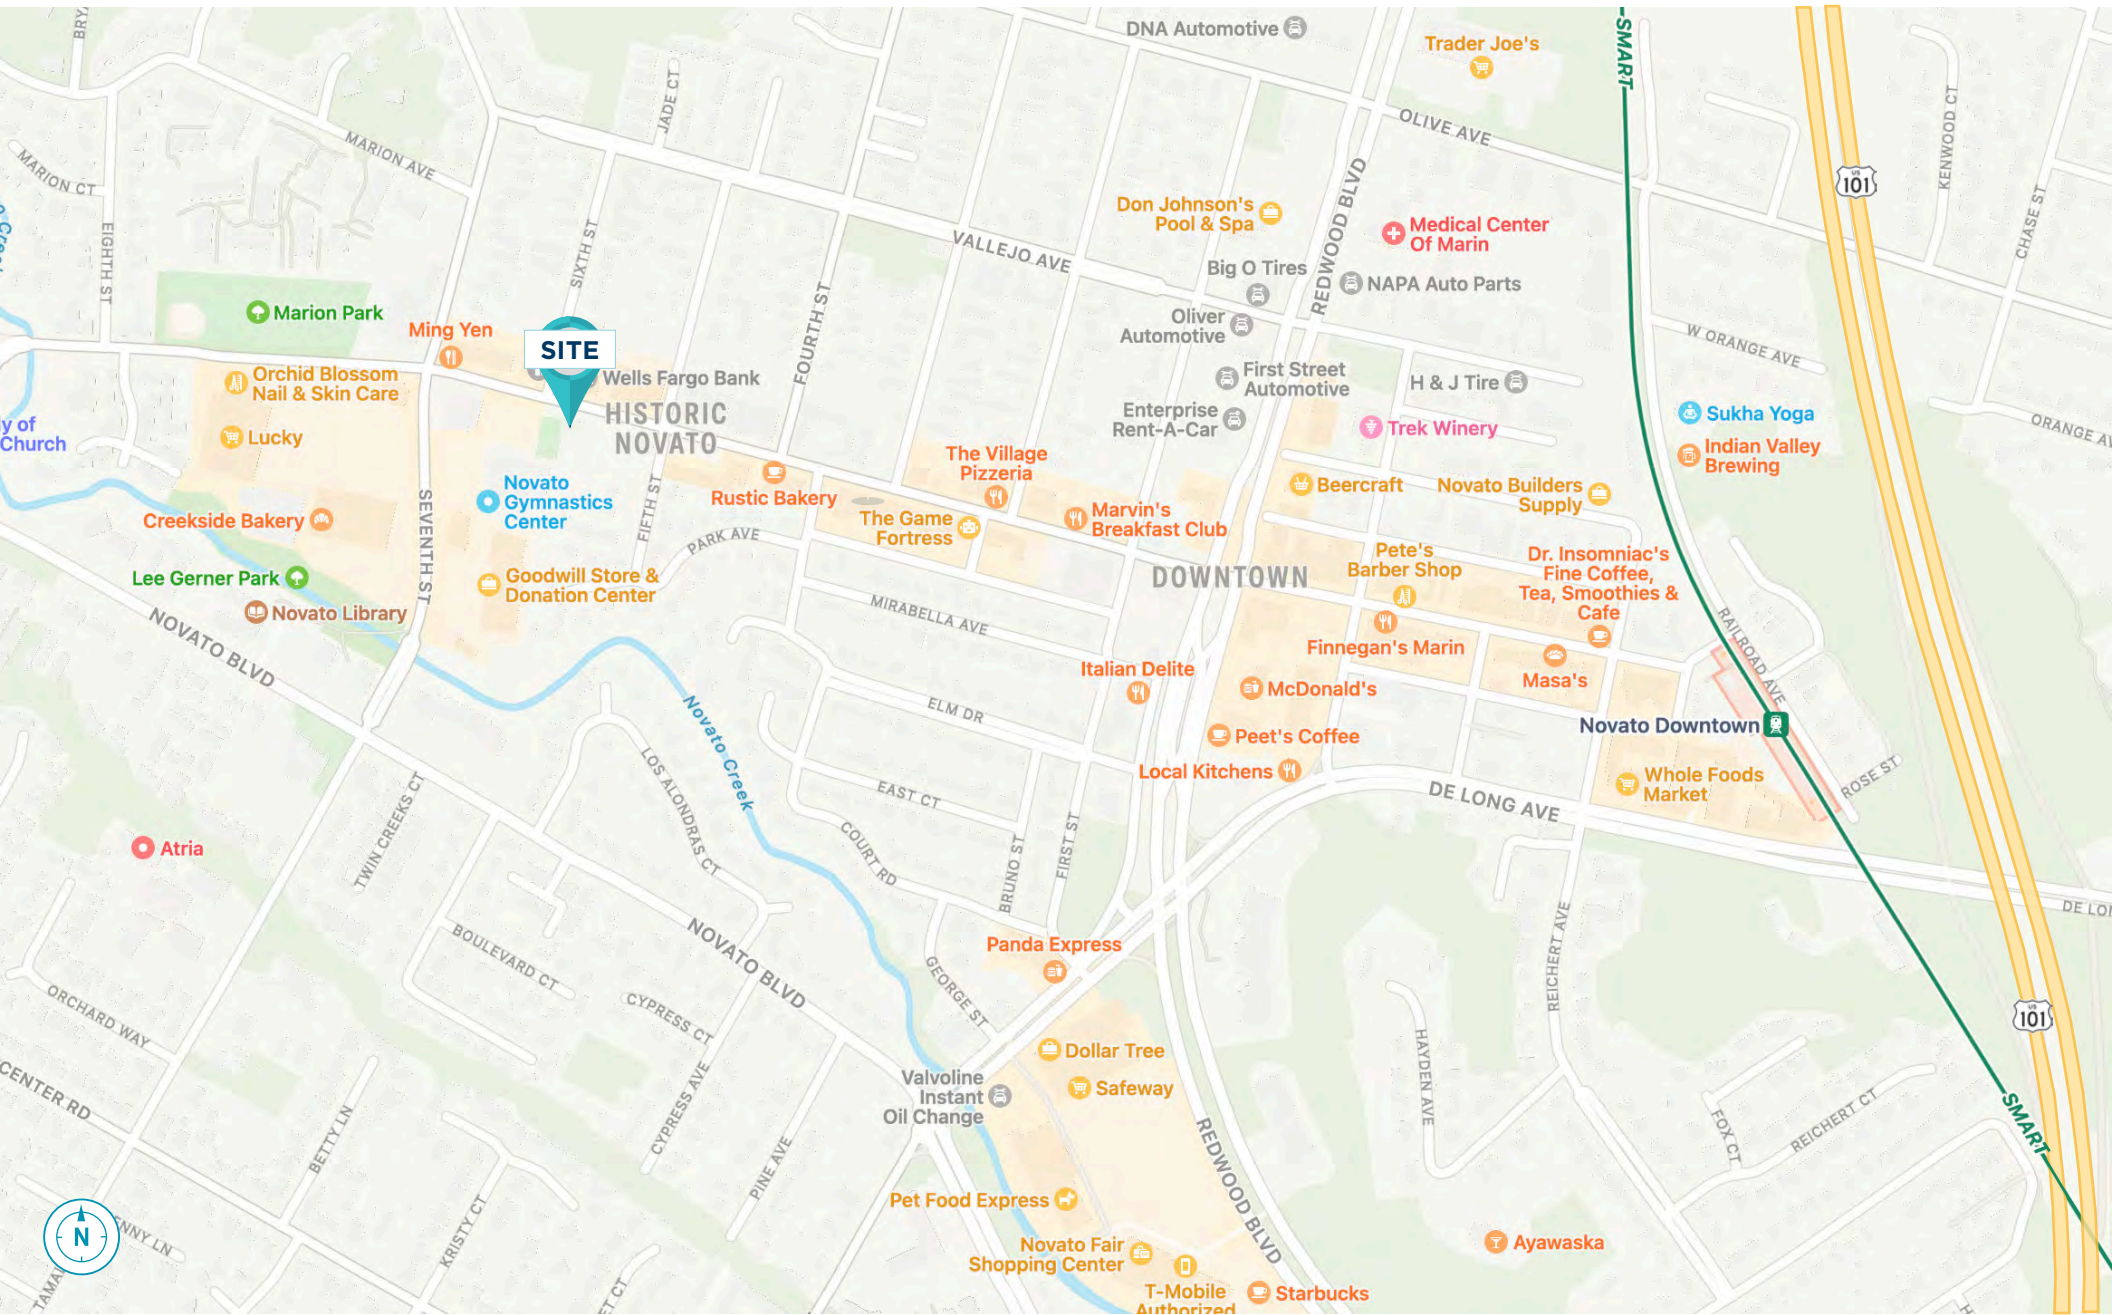 DNA Automotive
Trader Joe's
SMART
OLIVE AVE
JADE CT
MARION AVE
MARION CT
EIGHTH ST
SIXTH ST
KENWOOD CT
CHASE ST
US
101
Don Johnson's
Pool & Spa
REDWOOD BLVD
Medical Center
Of Marin
VALLEJO AVE
Big O Tires
NAPA Auto Parts
Marion Park
Ming Yen
FOURTH ST
Oliver
Automotive
W ORANGE AVE
SITE
Orchid Blossom
Nail & Skin Care
Wells Fargo Bank
First Street
Automotive
H & J Tire
HISTORIC
NOVATO
Enterprise
Rent-A-Car
Trek Winery
Sukha Yoga
ORANGE AV
ly of
Church
Lucky
Indian Valley
Brewing
The Village
Pizzeria
Novato
Gymnastics
Center
Rustic Bakery
Beercraft
Novato Builders
Supply
Creekside Bakery
SEVENTH ST
FIFTH ST
PARK AVE
The Game
Fortress
Marvin's
Breakfast Club
Pete's
Barber Shop
Dr. Insomniac's
Fine Coffee,
Tea, Smoothies &
Cafe
DOWNTOWN
Lee Gerner Park
Goodwill Store &
Donation Center
Novato Library
MIRABELLA AVE
RAILROAD AVE
NOVATO BLVD
Finnegan's Marin
Italian Delite
McDonald's
Masa's
Novato Creek
ELM DR
Novato Downtown
Peet's Coffee
Local Kitchens
LOS ALONDRAS CT
EAST CT
DE LONG AVE
Whole Foods
Market
ROSE ST
TWIN CREEKS CT
Atria
COURT RD
BRUNO ST
FIRST ST
DE LO
BOULEVARD CT
NOVATO BLVD
Panda Express
REICHERT AVE
GEORGE ST
ORCHARD WAY
CYPRESS CT
US
101
HAYDEN AVE
Dollar Tree
Safeway
Valvoline
Instant
Oil Change
CENTER RD
CYPRESS AVE
BETTY LN
PINE AVE
REDWOOD BLVD
FOX CT
REICHERT CT
SMART
Pet Food Express
KRISTY CT
N
ENNY LN
Novato Fair
Shopping Center
Ayawaska
T-Mobile
Authorized
Starbucks
TAMA
ET CT